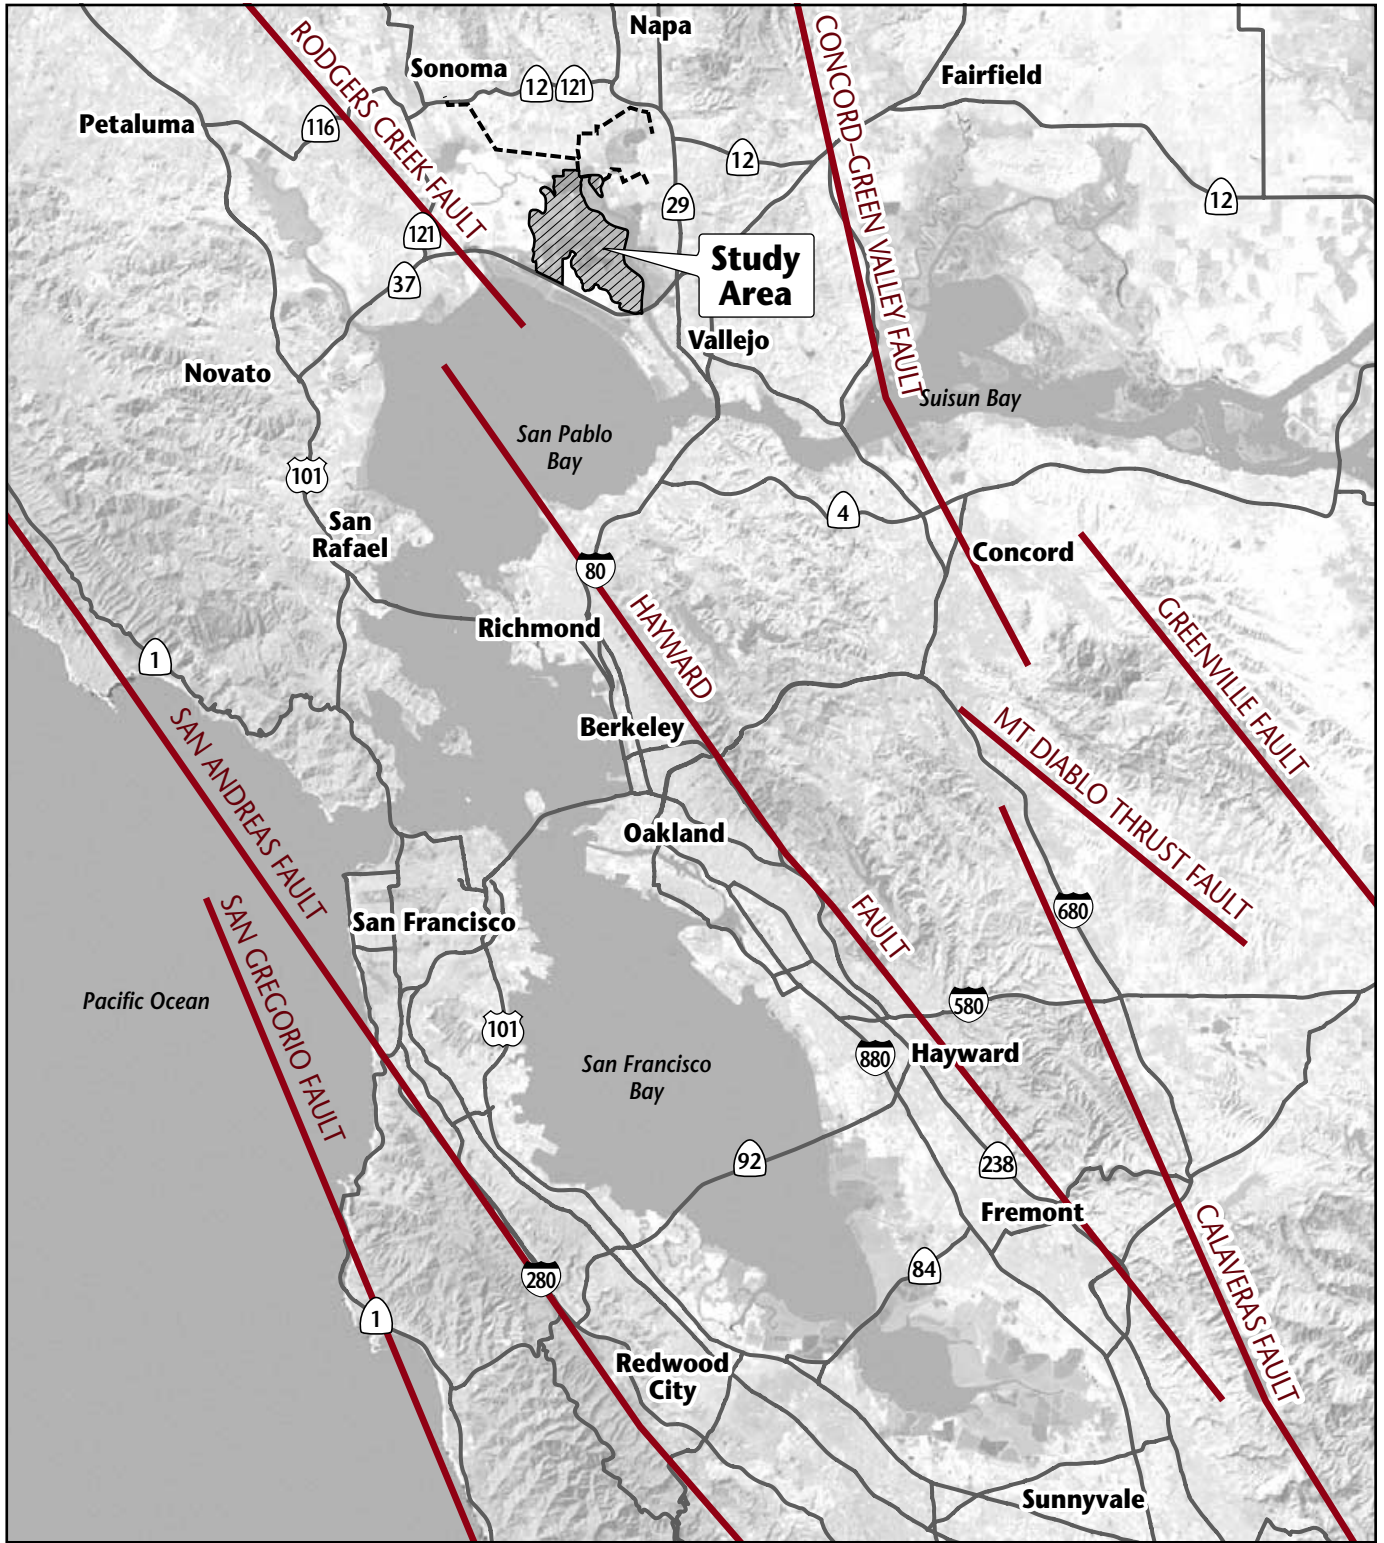 Napa
RODGERS CREEK FAULT
CONCORD–GREEN VALLEY FAULT
Sonoma
12
121
Fairfield
Petaluma
116
12
12
29
121
Study
Area
37
Vallejo
Novato
Suisun Bay
San Pablo
Bay
101
4
San
Rafael
Concord
80
HAYWARD
GREENVILLE FAULT
Richmond
1
SAN ANDREAS FAULT
MT DIABLO THRUST FAULT
Berkeley
Oakland
FAULT
680
San Francisco
SAN GREGORIO FAULT
Pacific Ocean
580
101
880
Hayward
San Francisco
Bay
92
238
Fremont
CALAVERAS FAULT
84
280
1
Redwood
City
Sunnyvale